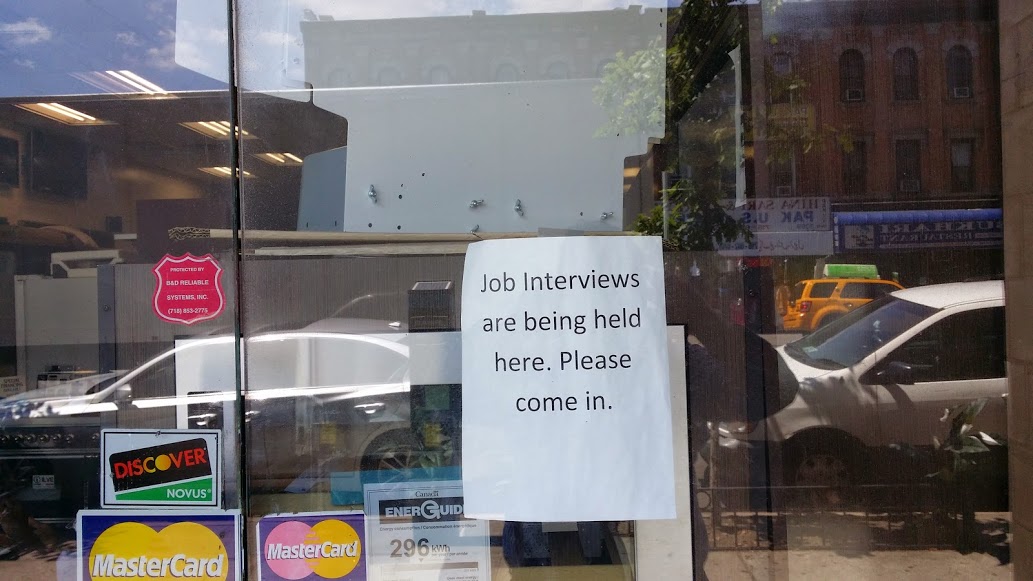 Job Interviews
are being held
here. Please
come in.
PROTECTED BY
B&D RELIABLE
SYSTEMS, INC.
(718) 853-2775
DISCOVER
NOVUS
MasterCard
MasterCard
Canada
ENERGUIDE
296 kWh
PAK U.S
RESTAURANT